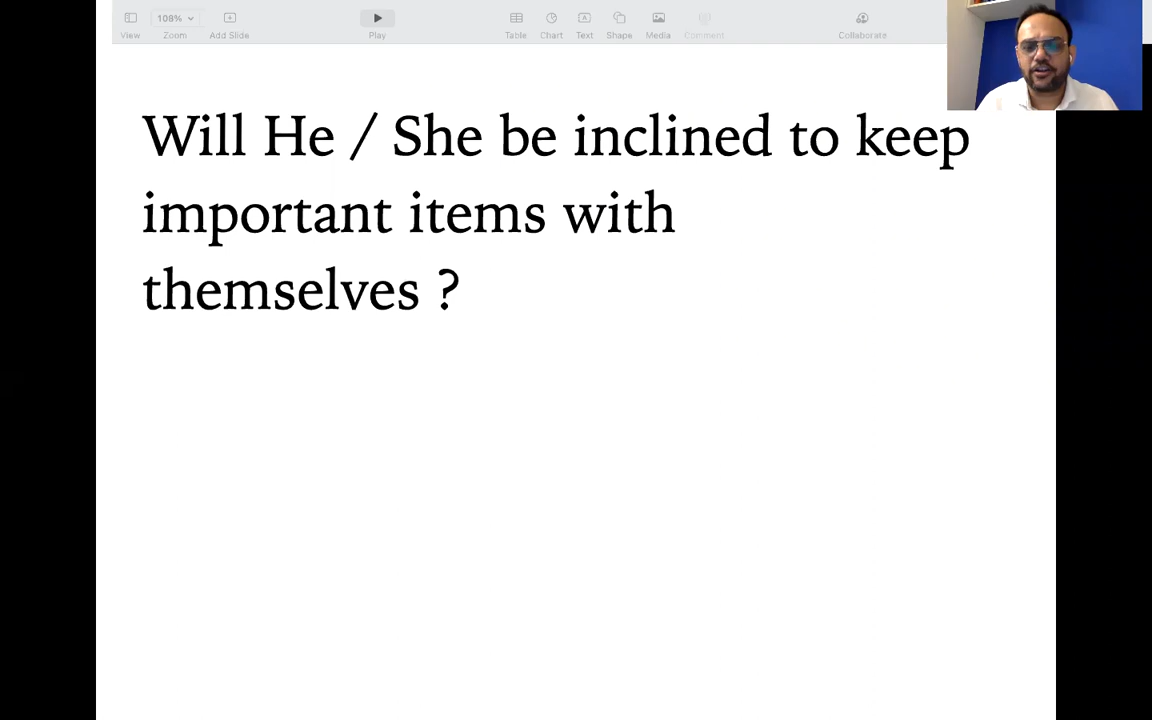 108%
View
Zoom
Add Slide
Play
Table
Chart
Text
Shape
Media
Comment
Collaborate
Will He / She be inclined to keep
important items with
themselves ?